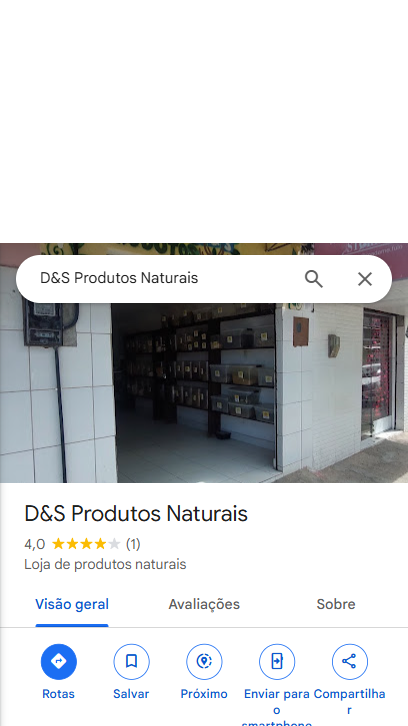 D&S Produtos Naturais
D&S Produtos Naturais
4,0 (1)
Loja de produtos naturais
Visão geral
Avaliações
Sobre
Rotas
Salvar
Próximo
Enviar para
o
smartphone
Compartilha
r